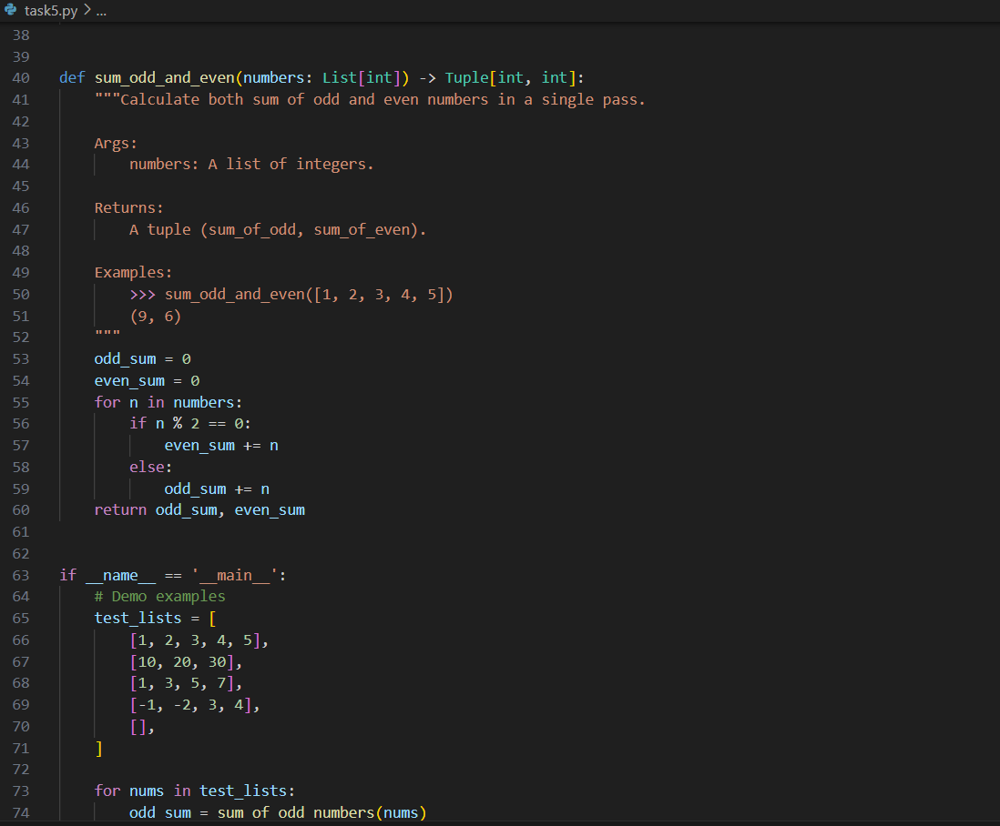 task5.py > ...
38
39
40 def sum_odd_and_even(numbers: List[int]) -> Tuple[int, int]:
41     """Calculate both sum of odd and even numbers in a single pass.
42
43     Args:
44         numbers: A list of integers.
45
46     Returns:
47         A tuple (sum_of_odd, sum_of_even).
48
49     Examples:
50         >>> sum_odd_and_even([1, 2, 3, 4, 5])
51         (9, 6)
52     """
53     odd_sum = 0
54     even_sum = 0
55     for n in numbers:
56         if n % 2 == 0:
57             even_sum += n
58         else:
59             odd_sum += n
60     return odd_sum, even_sum
61
62
63 if __name__ == '__main__':
64     # Demo examples
65     test_lists = [
66         [1, 2, 3, 4, 5],
67         [10, 20, 30],
68         [1, 3, 5, 7],
69         [-1, -2, 3, 4],
70         [],
71     ]
72
73     for nums in test_lists:
74         odd_sum = sum_of_odd_numbers(nums)